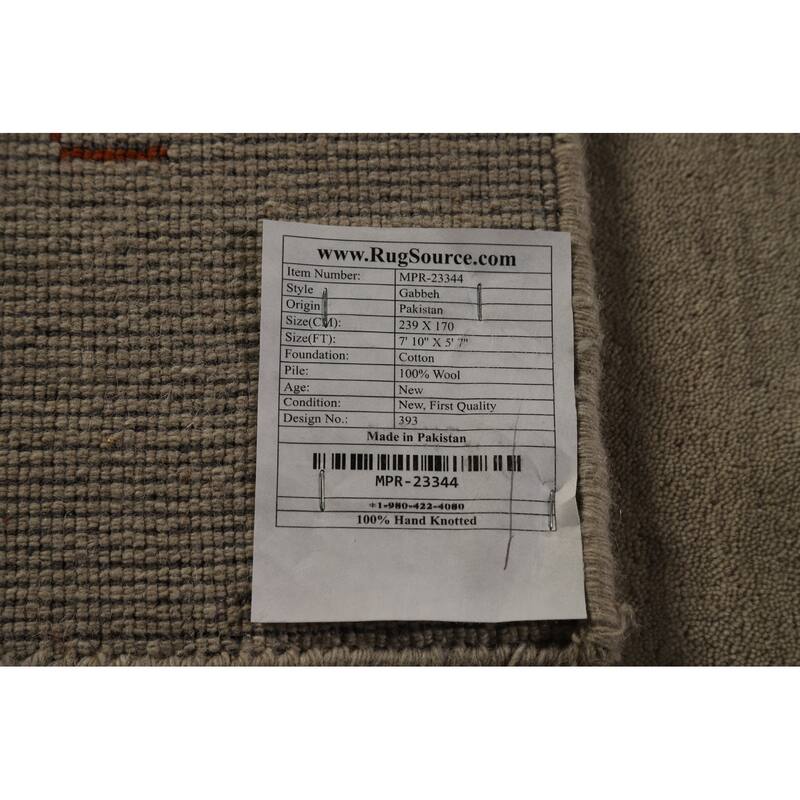 www.RugSource.com
Item Number: MPR-23344
Style Gabbeh
Origin Pakistan
Size(CM): 239 X 170
Size(FT): 7' 10" X 5' 7"
Foundation: Cotton
Pile: 100% Wool
Age: New
Condition: New, First Quality
Design No.: 393
Made in Pakistan
MPR-23344
+1-980-422-4080
100% Hand Knotted